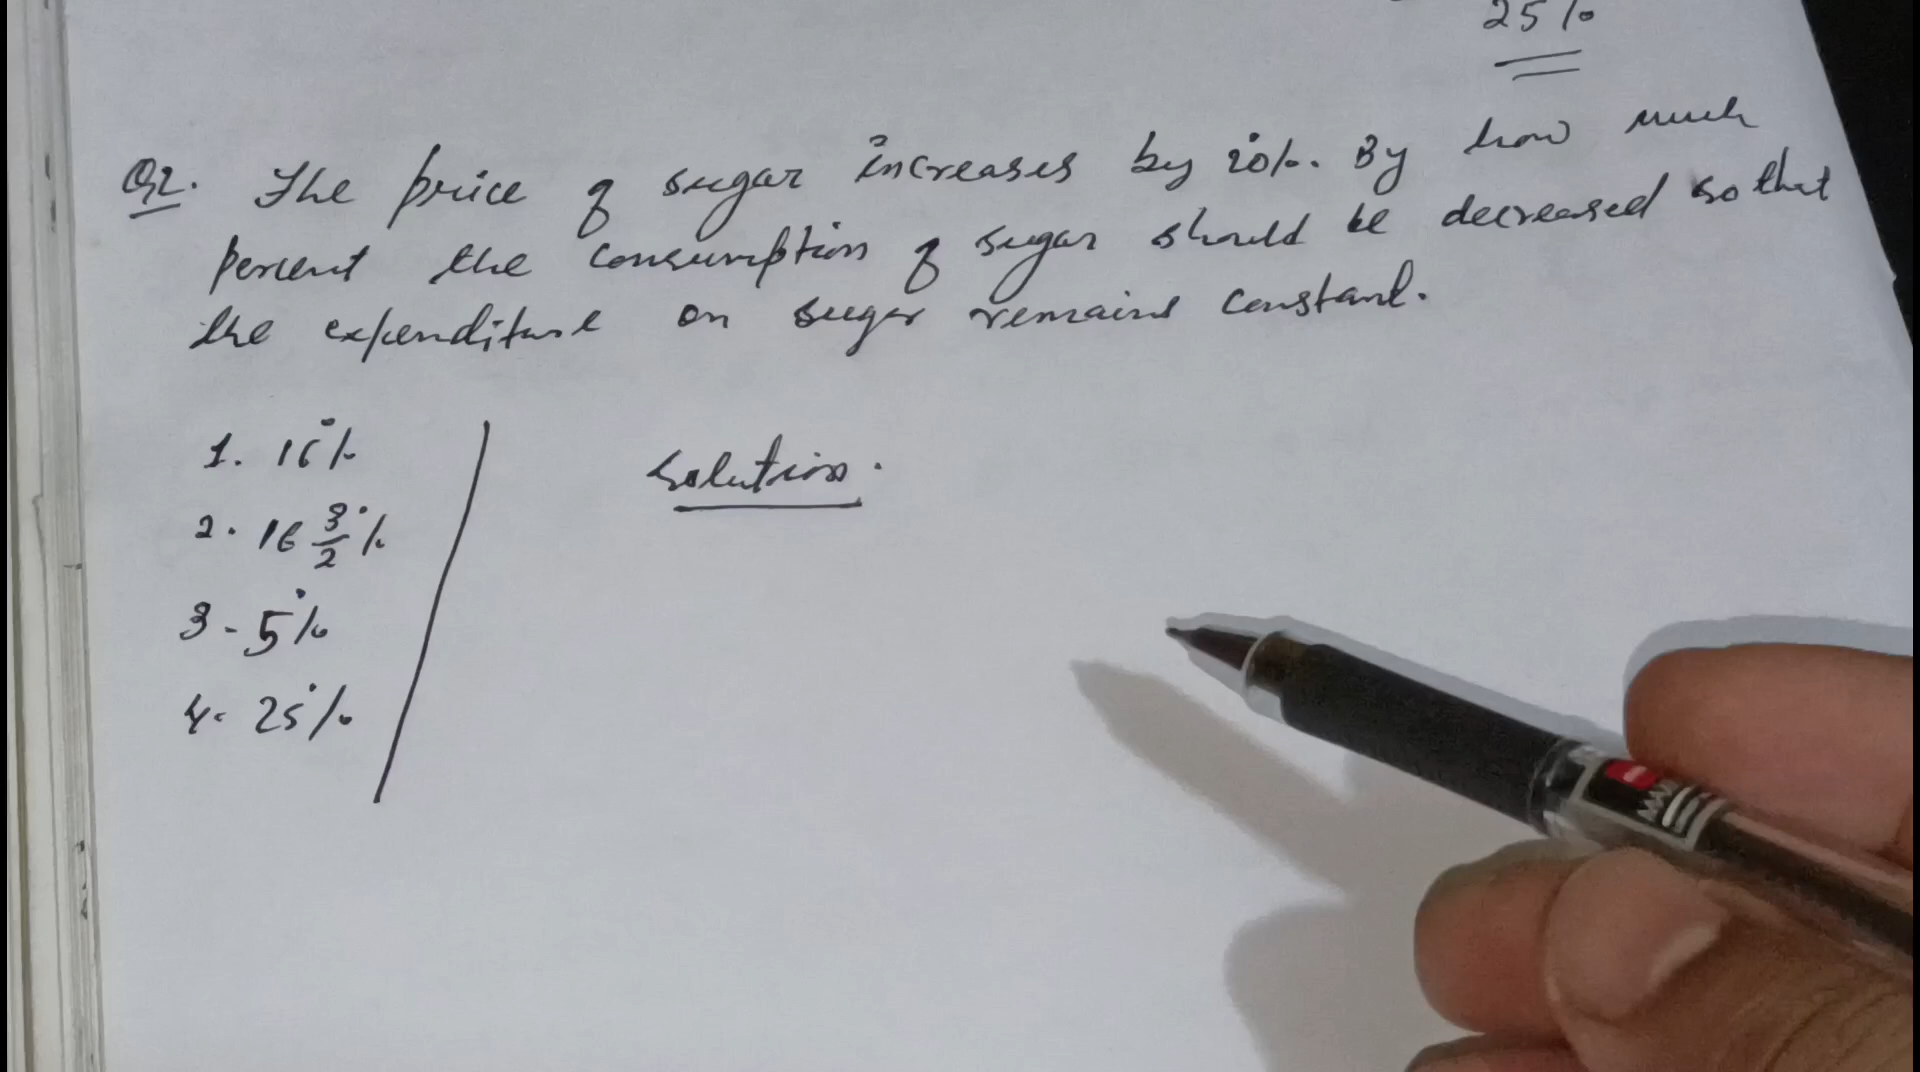 25%
Q2. The price of sugar increases by 20%. By how much
percent the consumption of sugar should be decreased so that
the expenditure on sugar remains constant.
Solution.
1. 16%
2. 16 3/2 %
3 - 5%
4. 25%